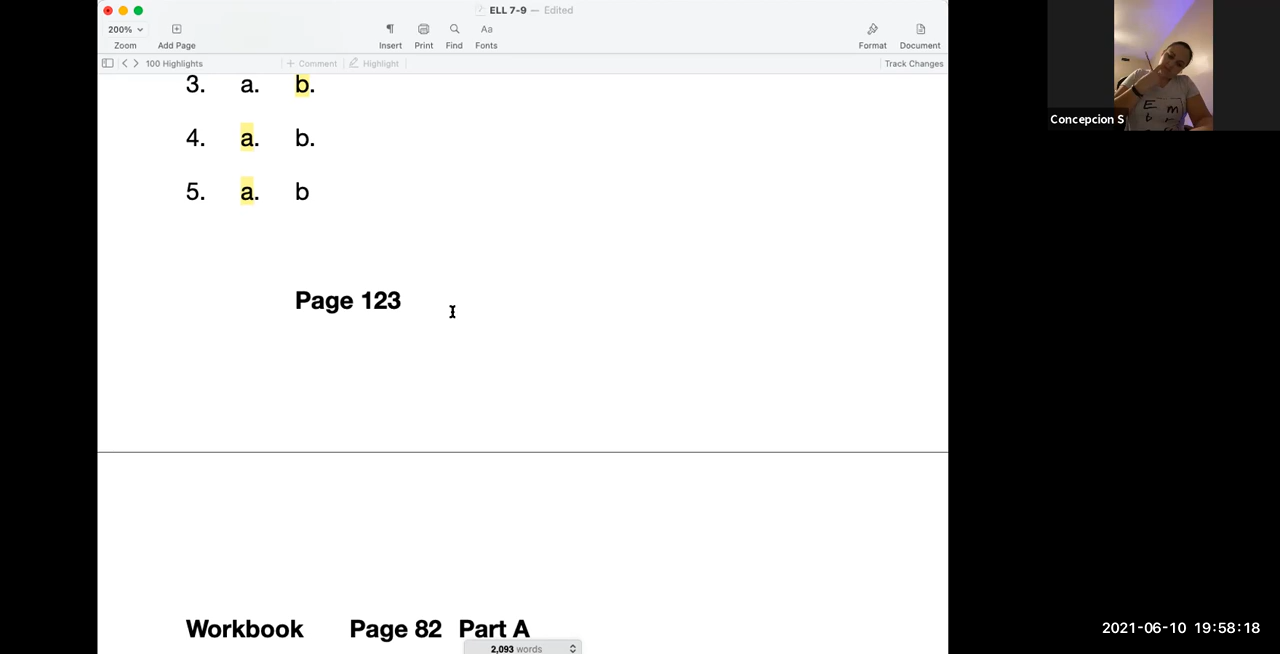 ELL 7-9 — Edited
200%
Zoom
Add Page
Insert
Print
Find
Aa
Fonts
Format
Document
100 Highlights
+ Comment
Highlight
Track Changes
3. a. b.
4. a. b.
5. a. b
Page 123
Workbook Page 82 Part A
2,093 words
Concepcion S
E m
2021-06-10 19:58:18